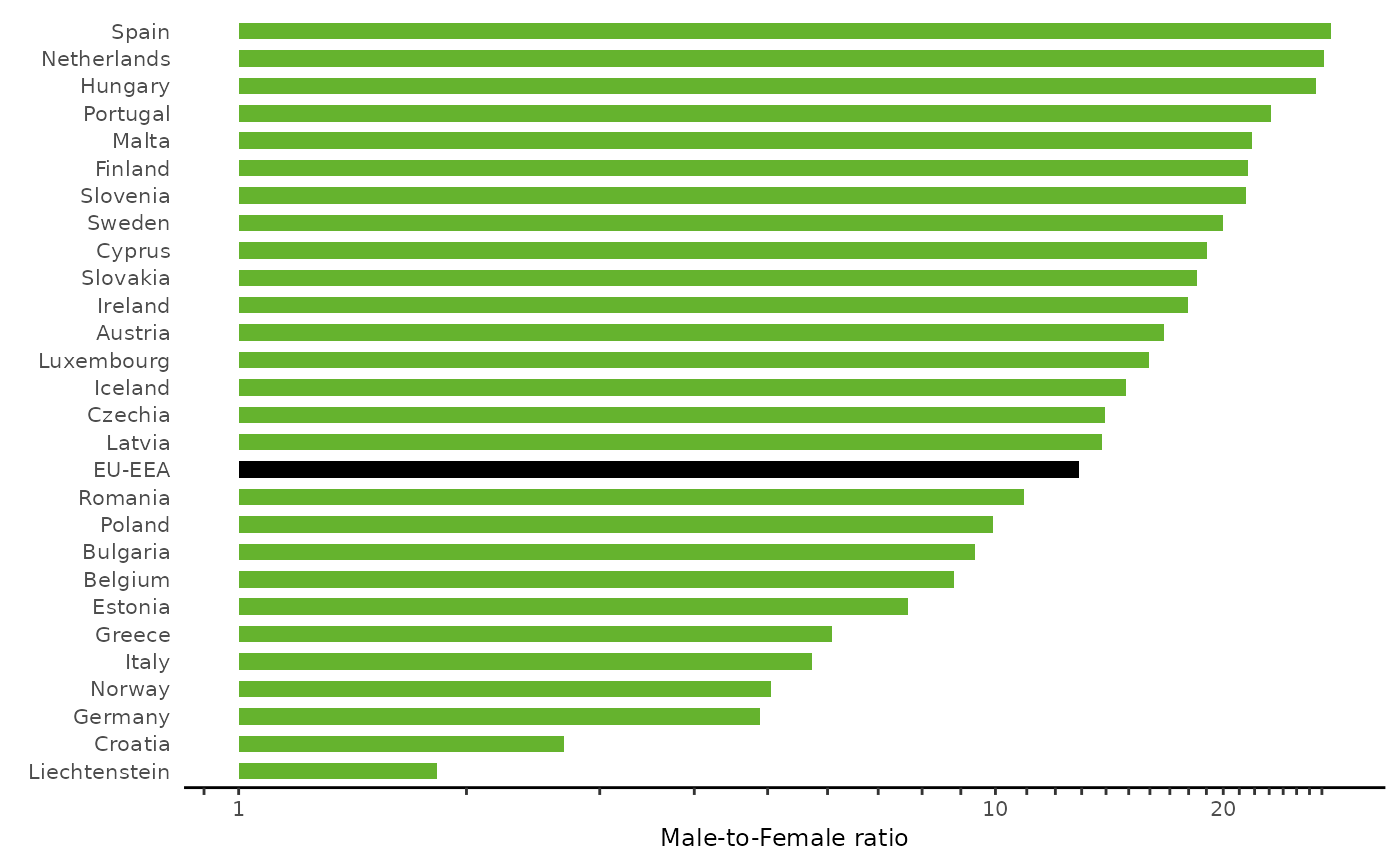 Spain
Netherlands
Hungary
Portugal
Malta
Finland
Slovenia
Sweden
Cyprus
Slovakia
Ireland
Austria
Luxembourg
Iceland
Czechia
Latvia
EU-EEA
Romania
Poland
Bulgaria
Belgium
Estonia
Greece
Italy
Norway
Germany
Croatia
Liechtenstein
1 10 20
Male-to-Female ratio